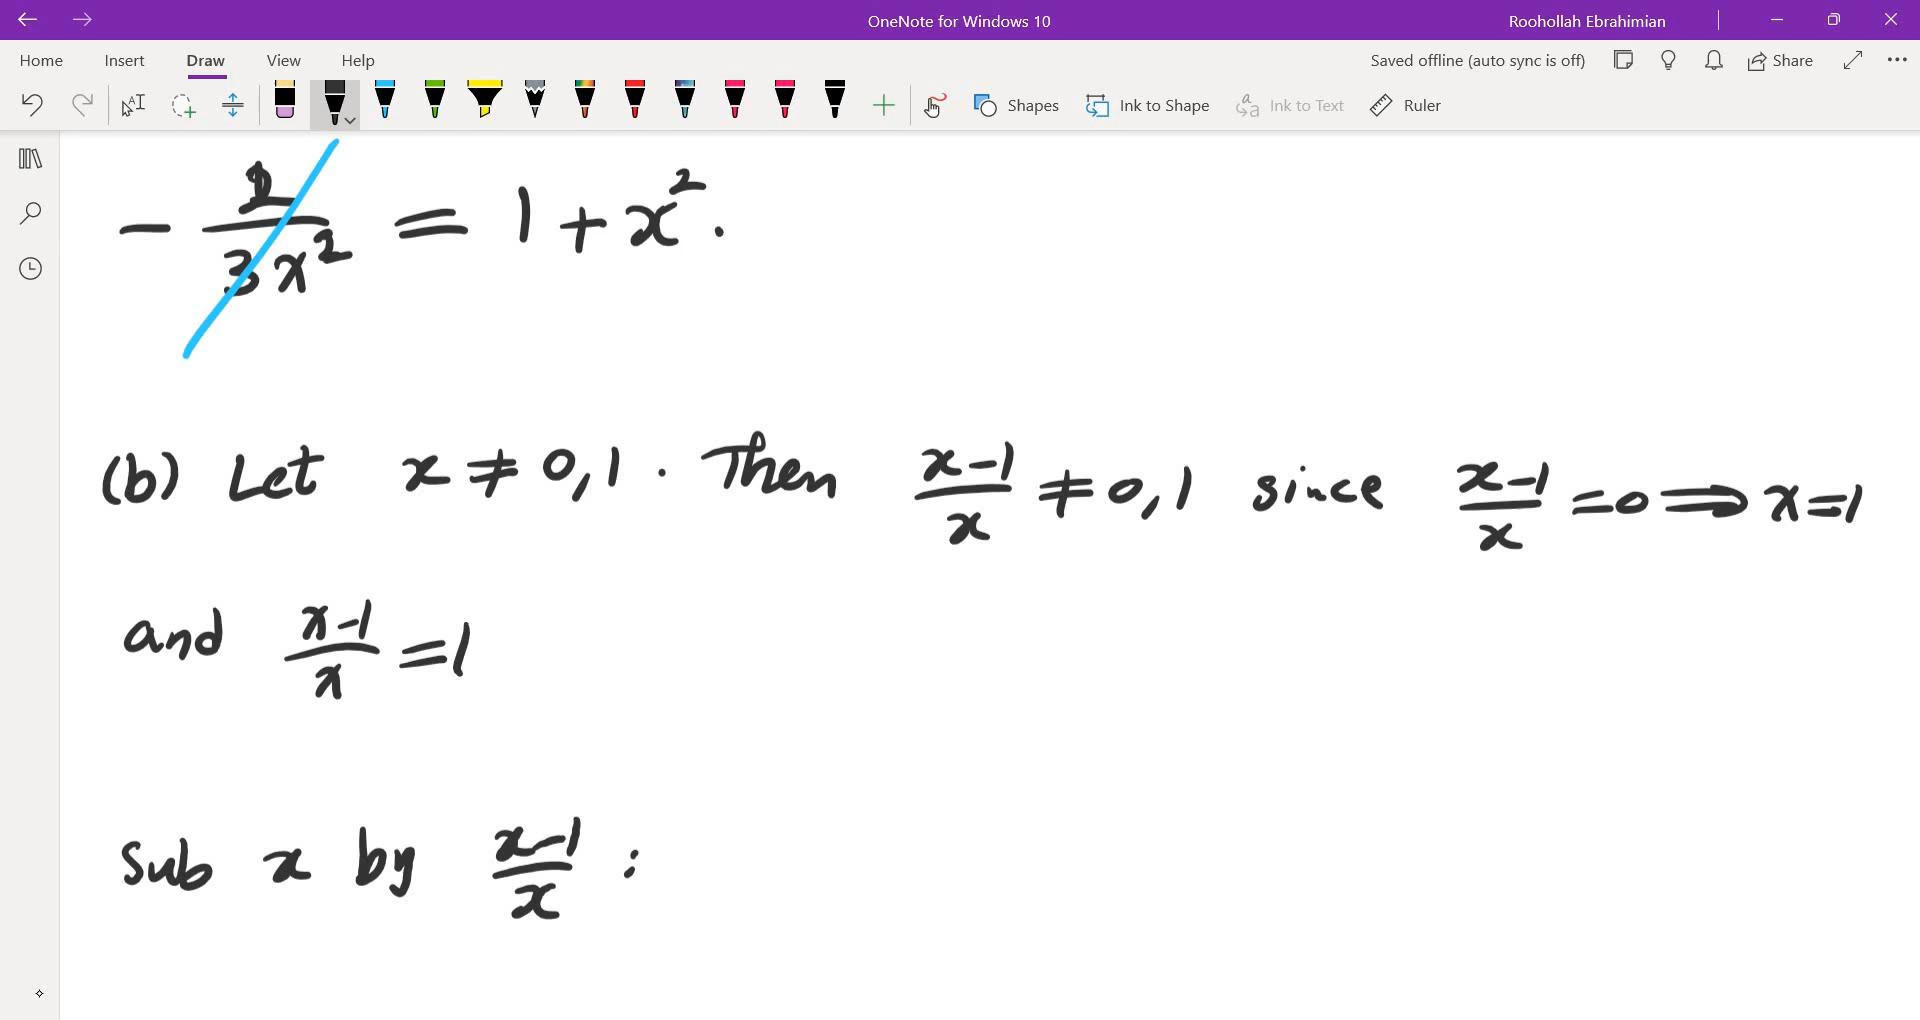 OneNote for Windows 10
Roohollah Ebrahimian
Home Insert Draw View Help
Saved offline (auto sync is off) Share
Shapes Ink to Shape Ink to Text Ruler
- 1/3x² = 1 + x².
(b) Let x ≠ 0,1. Then (x-1)/x ≠ 0,1 since (x-1)/x = 0 ⟹ x=1
and (x-1)/x = 1
Sub x by (x-1)/x :